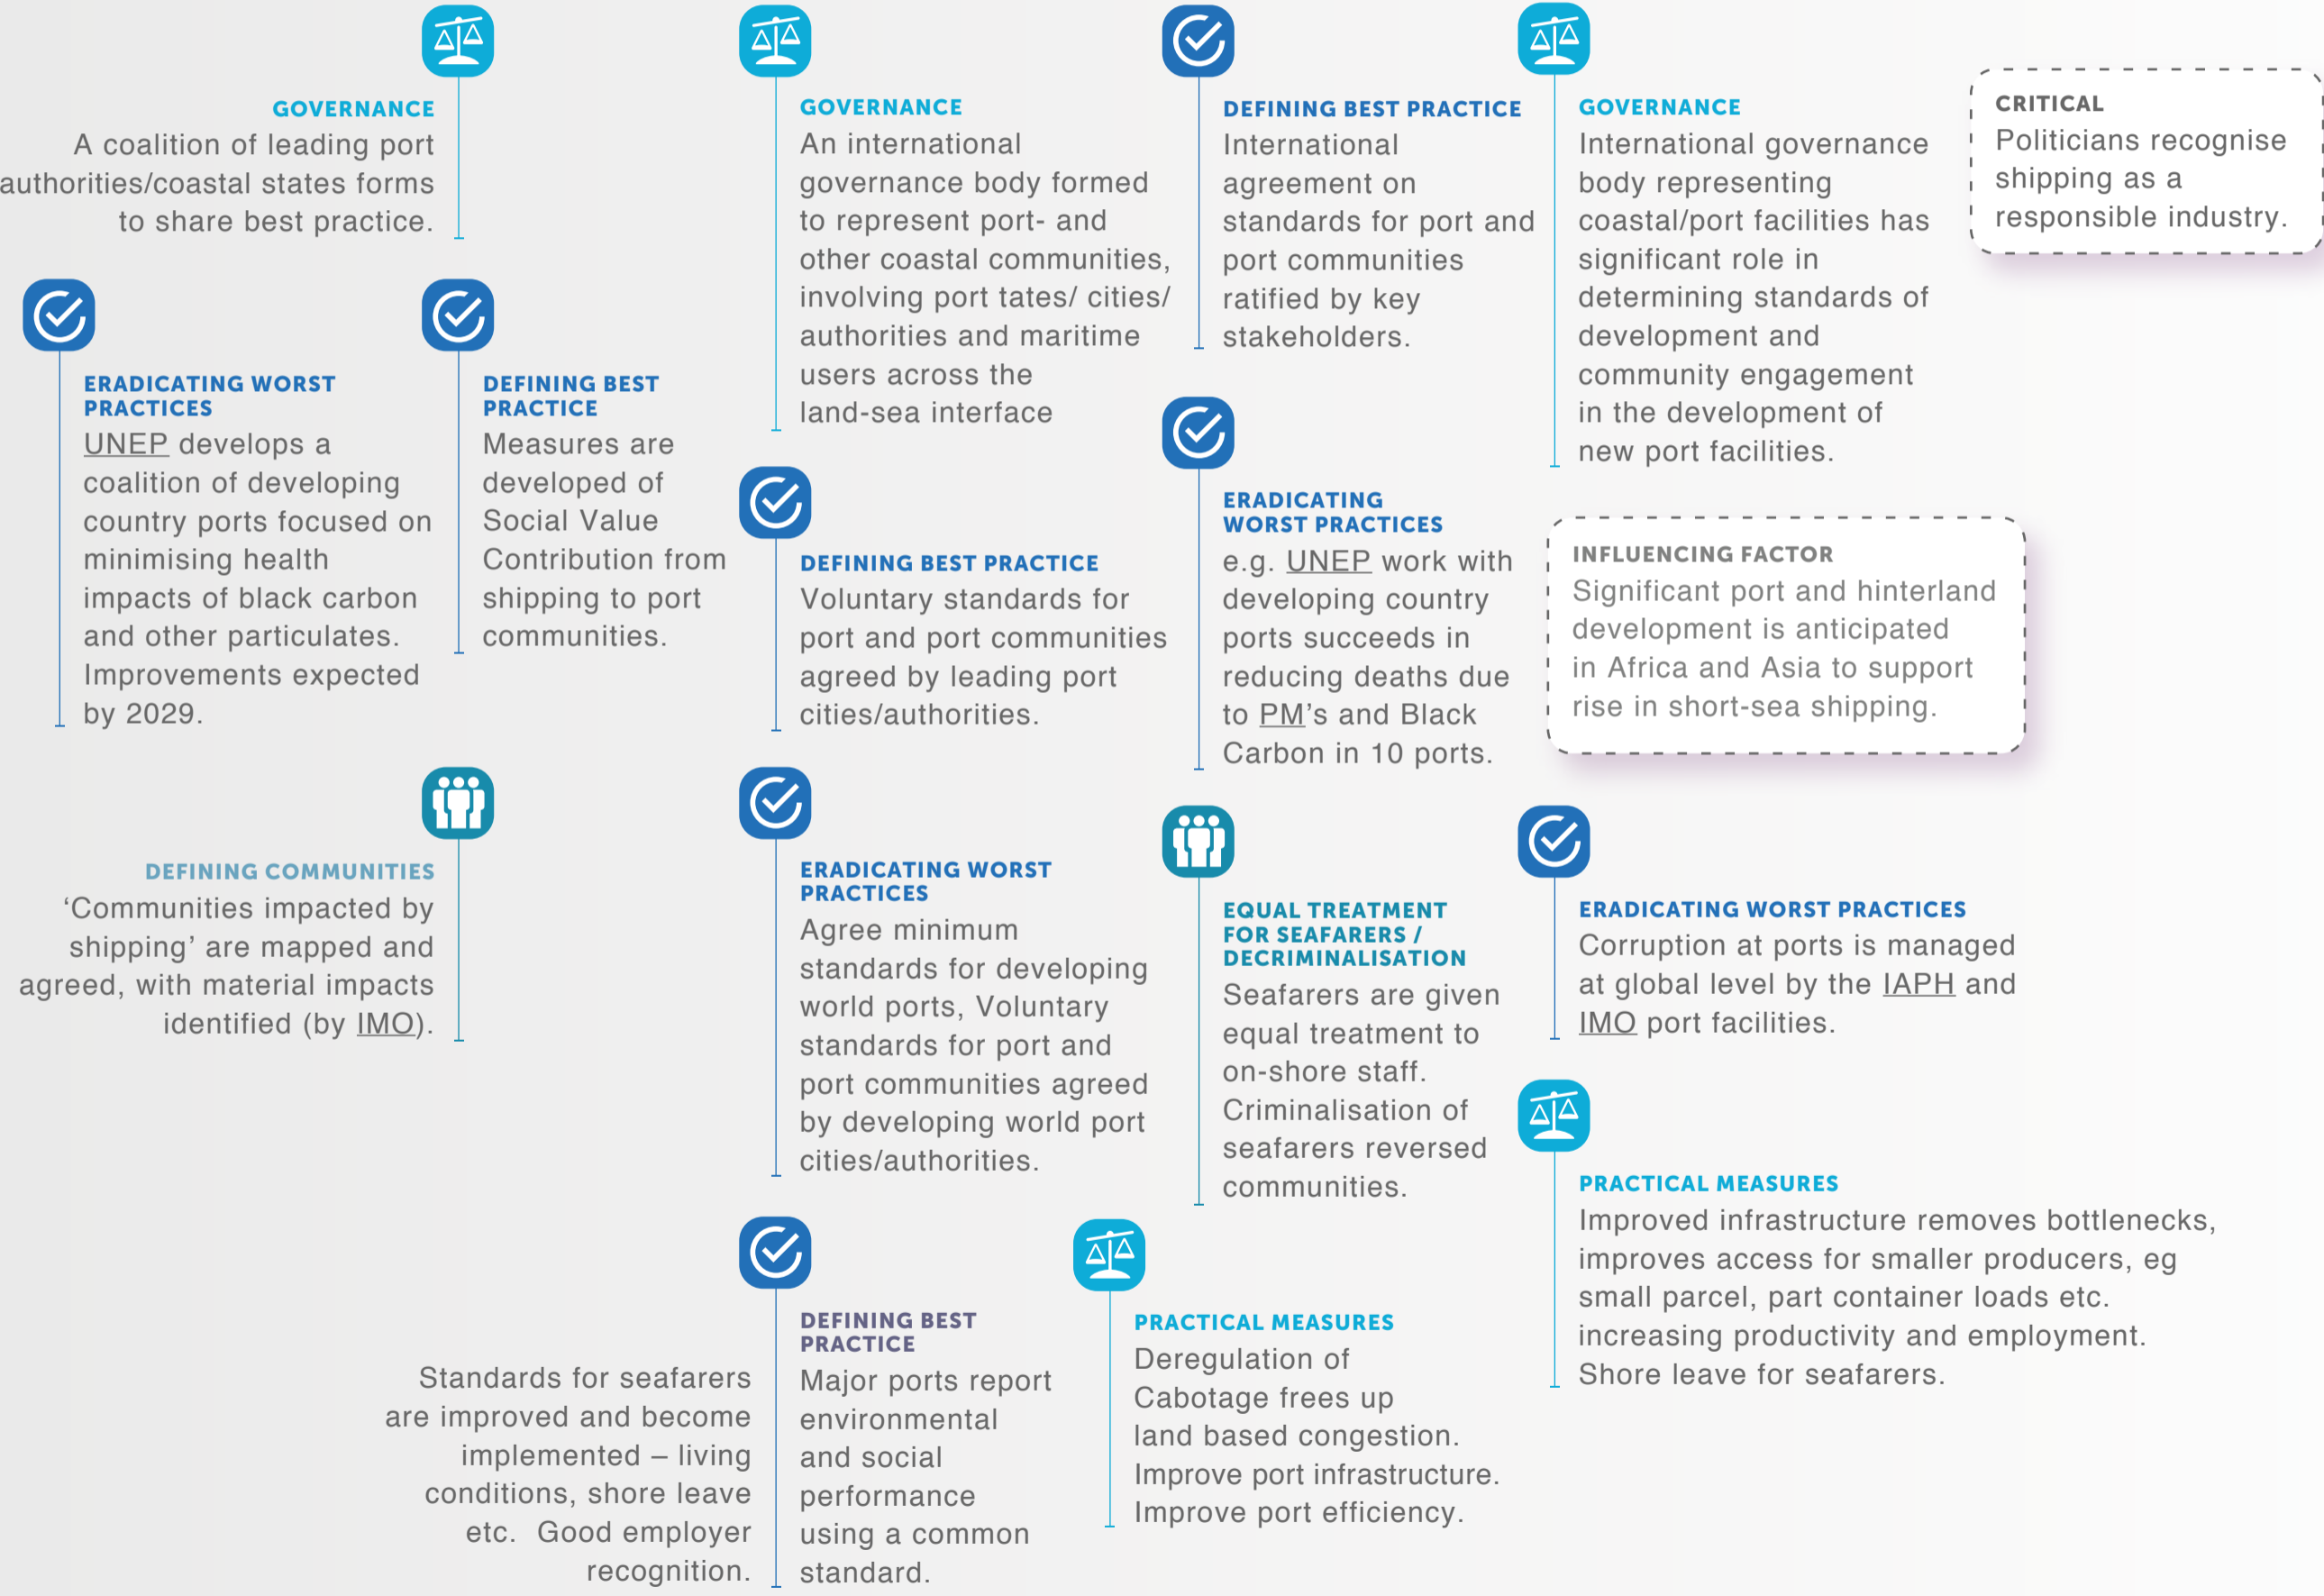 GOVERNANCE
A coalition of leading port
authorities/coastal states forms
to share best practice.
GOVERNANCE
An international
governance body formed
to represent port- and
other coastal communities,
involving port tates/ cities/
authorities and maritime
users across the
land-sea interface
DEFINING BEST PRACTICE
International
agreement on
standards for port and
port communities
ratified by key
stakeholders.
GOVERNANCE
International governance
body representing
coastal/port facilities has
significant role in
determining standards of
development and
community engagement
in the development of
new port facilities.
CRITICAL
Politicians recognise
shipping as a
responsible industry.
ERADICATING WORST
PRACTICES
UNEP develops a
coalition of developing
country ports focused on
minimising health
impacts of black carbon
and other particulates.
Improvements expected
by 2029.
DEFINING BEST
PRACTICE
Measures are
developed of
Social Value
Contribution from
shipping to port
communities.
DEFINING BEST PRACTICE
Voluntary standards for
port and port communities
agreed by leading port
cities/authorities.
ERADICATING
WORST PRACTICES
e.g. UNEP work with
developing country
ports succeeds in
reducing deaths due
to PM's and Black
Carbon in 10 ports.
INFLUENCING FACTOR
Significant port and hinterland
development is anticipated
in Africa and Asia to support
rise in short-sea shipping.
DEFINING COMMUNITIES
‘Communities impacted by
shipping’ are mapped and
agreed, with material impacts
identified (by IMO).
ERADICATING WORST
PRACTICES
Agree minimum
standards for developing
world ports, Voluntary
standards for port and
port communities agreed
by developing world port
cities/authorities.
EQUAL TREATMENT
FOR SEAFARERS /
DECRIMINALISATION
Seafarers are given
equal treatment to
on-shore staff.
Criminalisation of
seafarers reversed
communities.
ERADICATING WORST PRACTICES
Corruption at ports is managed
at global level by the IAPH and
IMO port facilities.
PRACTICAL MEASURES
Improved infrastructure removes bottlenecks,
improves access for smaller producers, eg
small parcel, part container loads etc.
increasing productivity and employment.
Shore leave for seafarers.
Standards for seafarers
are improved and become
implemented – living
conditions, shore leave
etc.  Good employer
recognition.
DEFINING BEST
PRACTICE
Major ports report
environmental
and social
performance
using a common
standard.
PRACTICAL MEASURES
Deregulation of
Cabotage frees up
land based congestion.
Improve port infrastructure.
Improve port efficiency.